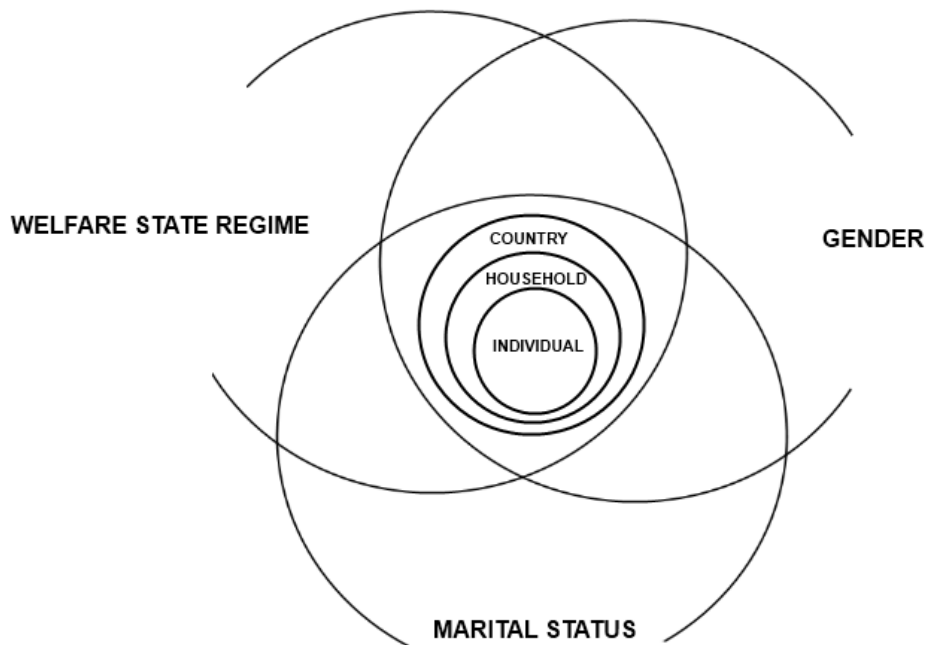 WELFARE STATE REGIME
GENDER
COUNTRY
HOUSEHOLD
INDIVIDUAL
MARITAL STATUS